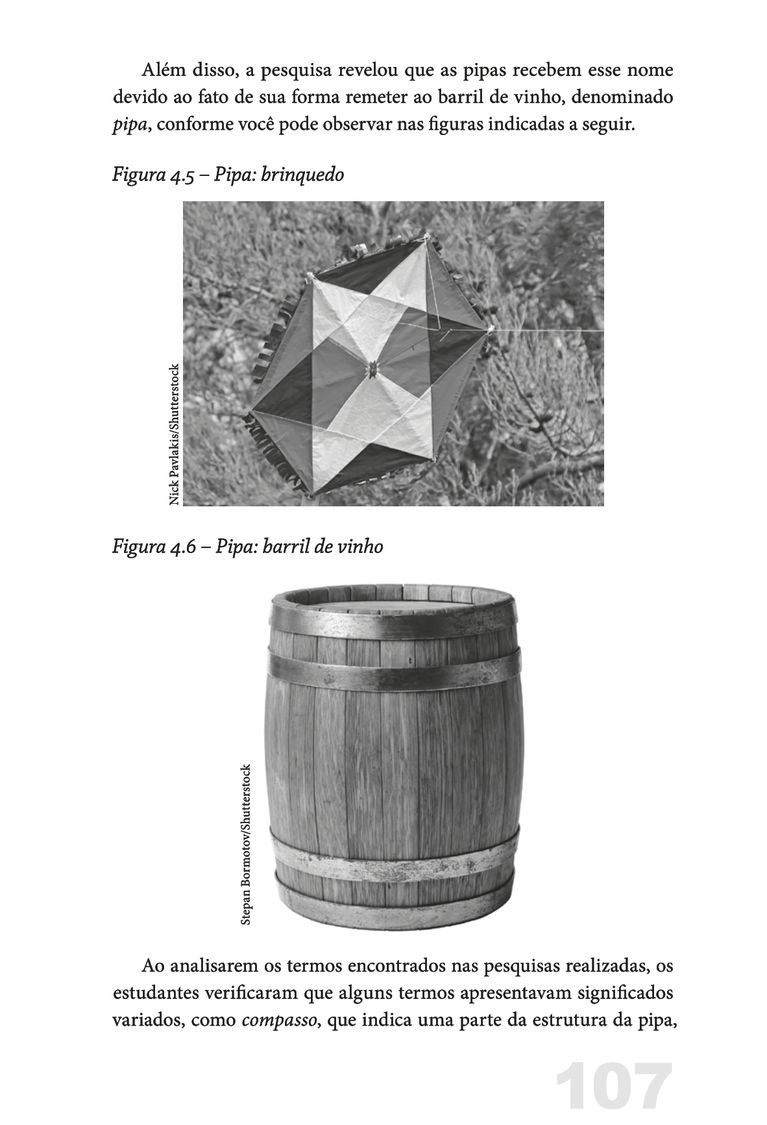 Além disso, a pesquisa revelou que as pipas recebem esse nome
devido ao fato de sua forma remeter ao barril de vinho, denominado
pipa, conforme você pode observar nas figuras indicadas a seguir.
Figura 4.5 – Pipa: brinquedo
Nick Pavlakis/Shutterstock
Figura 4.6 – Pipa: barril de vinho
Stepan Bormotov/Shutterstock
Ao analisarem os termos encontrados nas pesquisas realizadas, os
estudantes verificaram que alguns termos apresentavam significados
variados, como compasso, que indica uma parte da estrutura da pipa,
107